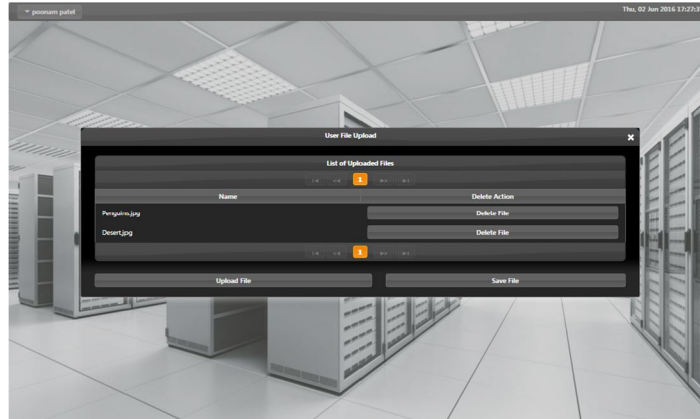 poonam patel
Thu, 02 Jun 2016 17:27:3
User File Upload
List of Uploaded Files
1
Name Delete Action
Penguins.jpg Delete File
Desert.jpg Delete File
1
Upload File Save File